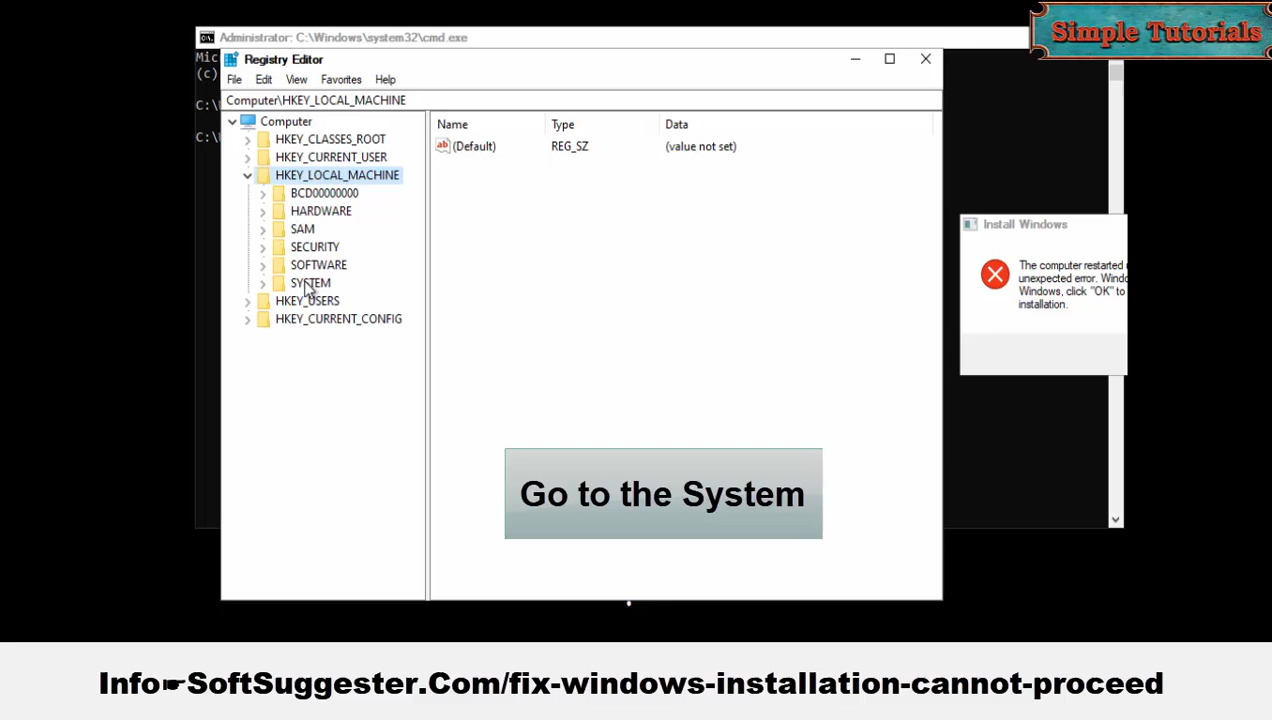 Simple Tutorials
Administrator: C:\Windows\system32\cmd.exe
Mic
(c)
C:\
C:\
Registry Editor
File Edit View Favorites Help
Computer\HKEY_LOCAL_MACHINE
Computer
HKEY_CLASSES_ROOT
HKEY_CURRENT_USER
HKEY_LOCAL_MACHINE
BCD00000000
HARDWARE
SAM
SECURITY
SOFTWARE
SYSTEM
HKEY_USERS
HKEY_CURRENT_CONFIG
Name Type Data
(Default) REG_SZ (value not set)
Install Windows
The computer restarted
unexpected error. Windo
Windows, click "OK" to
installation.
Go to the System
Info☛SoftSuggester.Com/fix-windows-installation-cannot-proceed